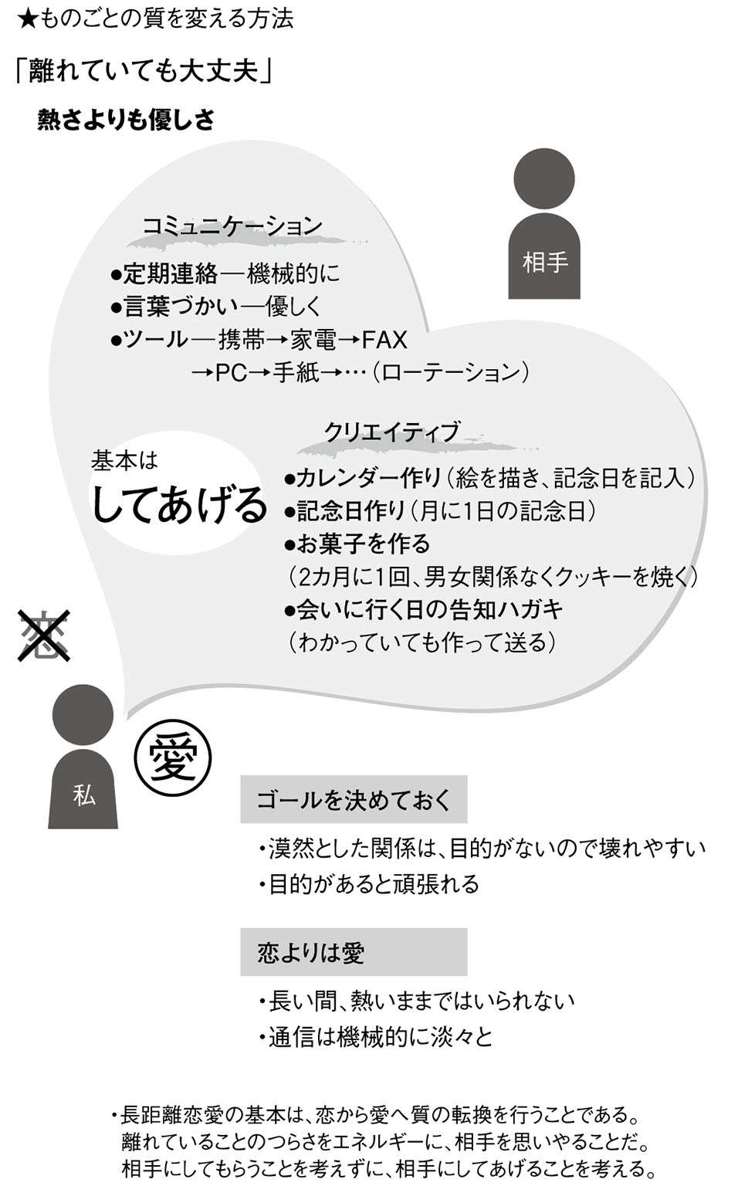 ★ものごとの質を変える方法
「離れていても大丈夫」
熱さよりも優しさ
相手
コミュニケーション
●定期連絡―機械的に
●言葉づかい―優しく
●ツール―携帯→家電→FAX
→PC→手紙→…（ローテーション）
クリエイティブ
●カレンダー作り（絵を描き、記念日を記入）
●記念日作り（月に1日の記念日）
●お菓子を作る
（2カ月に1回、男女関係なくクッキーを焼く）
●会いに行く日の告知ハガキ
（わかっていても作って送る）
基本は
してあげる
恋
私
愛
ゴールを決めておく
・漠然とした関係は、目的がないので壊れやすい
・目的があると頑張れる
恋よりは愛
・長い間、熱いままではいられない
・通信は機械的に淡々と
・長距離恋愛の基本は、恋から愛へ質の転換を行うことである。
離れていることのつらさをエネルギーに、相手を思いやることだ。
相手にしてもらうことを考えずに、相手にしてあげることを考える。